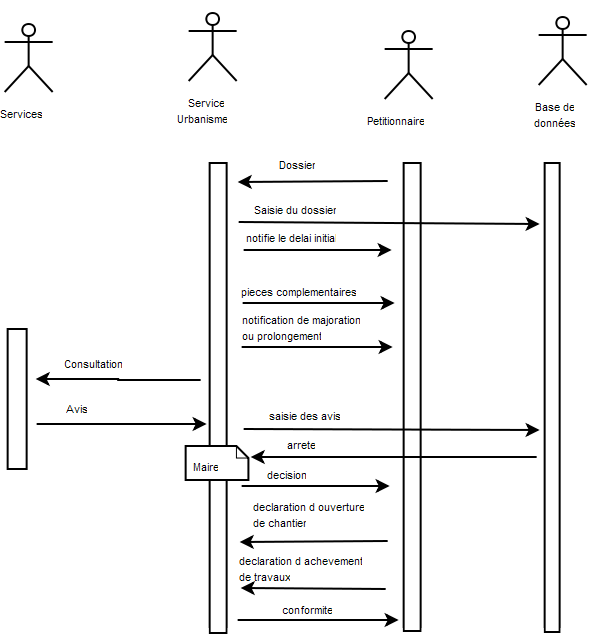 Services
Service
Urbanisme
Petitionnaire
Base de
données
Dossier
Saisie du dossier
notifie le delai initial
pieces complementaires
notification de majoration
ou prolongement
Consultation
Avis
saisie des avis
arrete
Maire
decision
declaration d ouverture
de chantier
declaration d achevement
de travaux
conformite